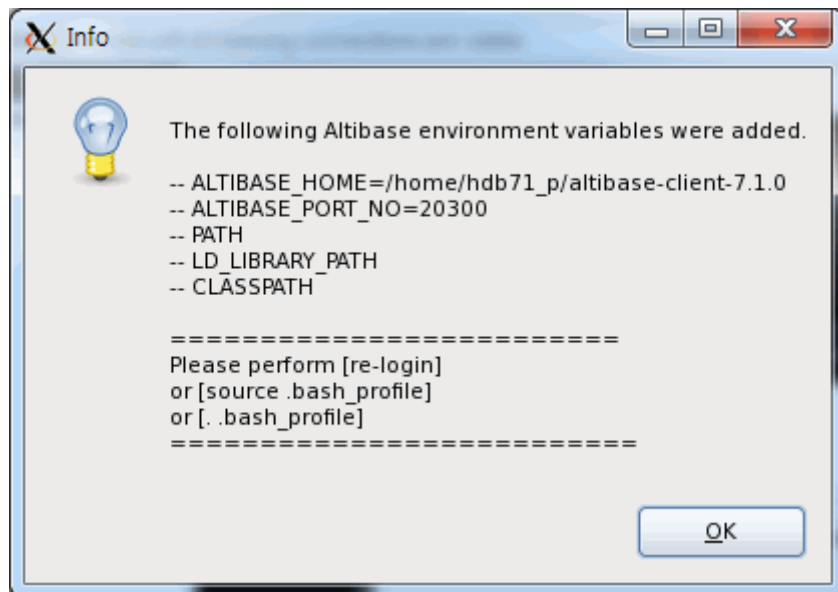 Info
The following Altibase environment variables were added.
-- ALTIBASE_HOME=/home/hdb71_p/altibase-client-7.1.0
-- ALTIBASE_PORT_NO=20300
-- PATH
-- LD_LIBRARY_PATH
-- CLASSPATH
=========================
Please perform [re-login]
or [source .bash_profile]
or [. .bash_profile]
==========================
OK